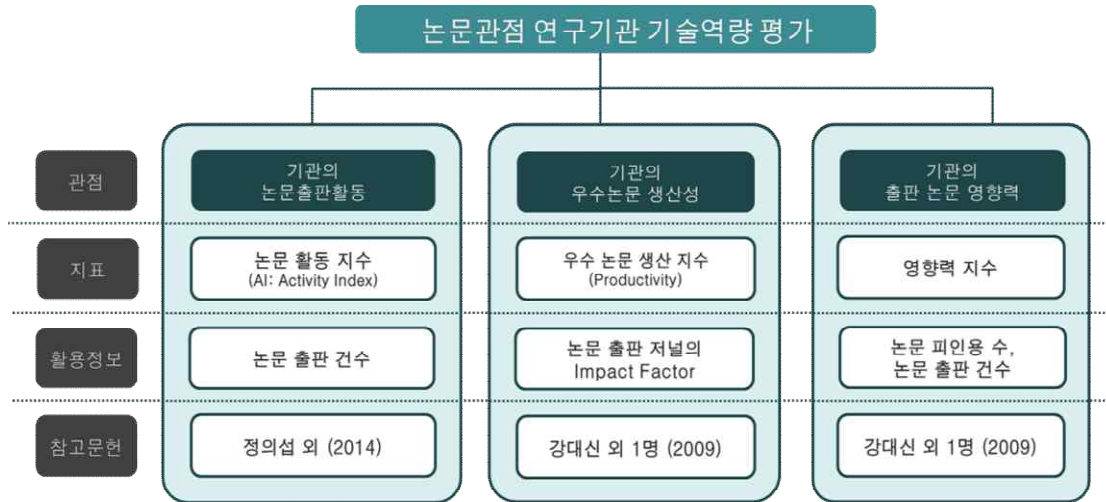 논문관점 연구기관 기술역량 평가
관점
기관의
논문출판활동
기관의
우수논문 생산성
기관의
출판 논문 영향력
지표
논문 활동 지수
(AI: Activity Index)
우수 논문 생산 지수
(Productivity)
영향력 지수
활용정보
논문 출판 건수
논문 출판 저널의
Impact Factor
논문 피인용 수,
논문 출판 건수
참고문헌
정의섭 외 (2014)
강대신 외 1명 (2009)
강대신 외 1명 (2009)